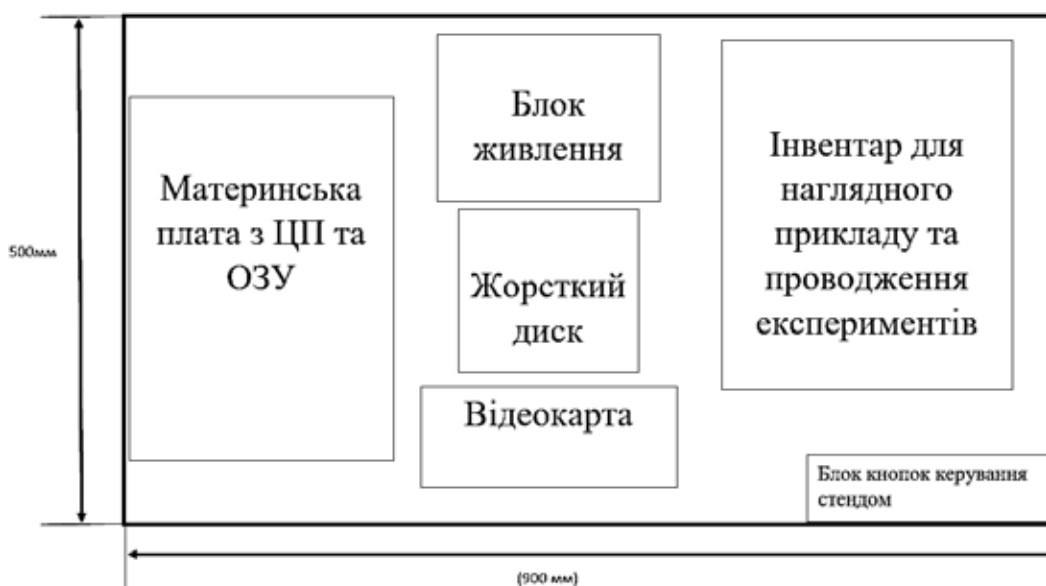 Блок
живлення
Інвентар для
наглядного
прикладу та
проводження
експериментів
Материнська
плата з ЦП та
ОЗУ
500мм
Жорсткий
диск
Відеокарта
Блок кнопок керування
стендом
(900 мм)